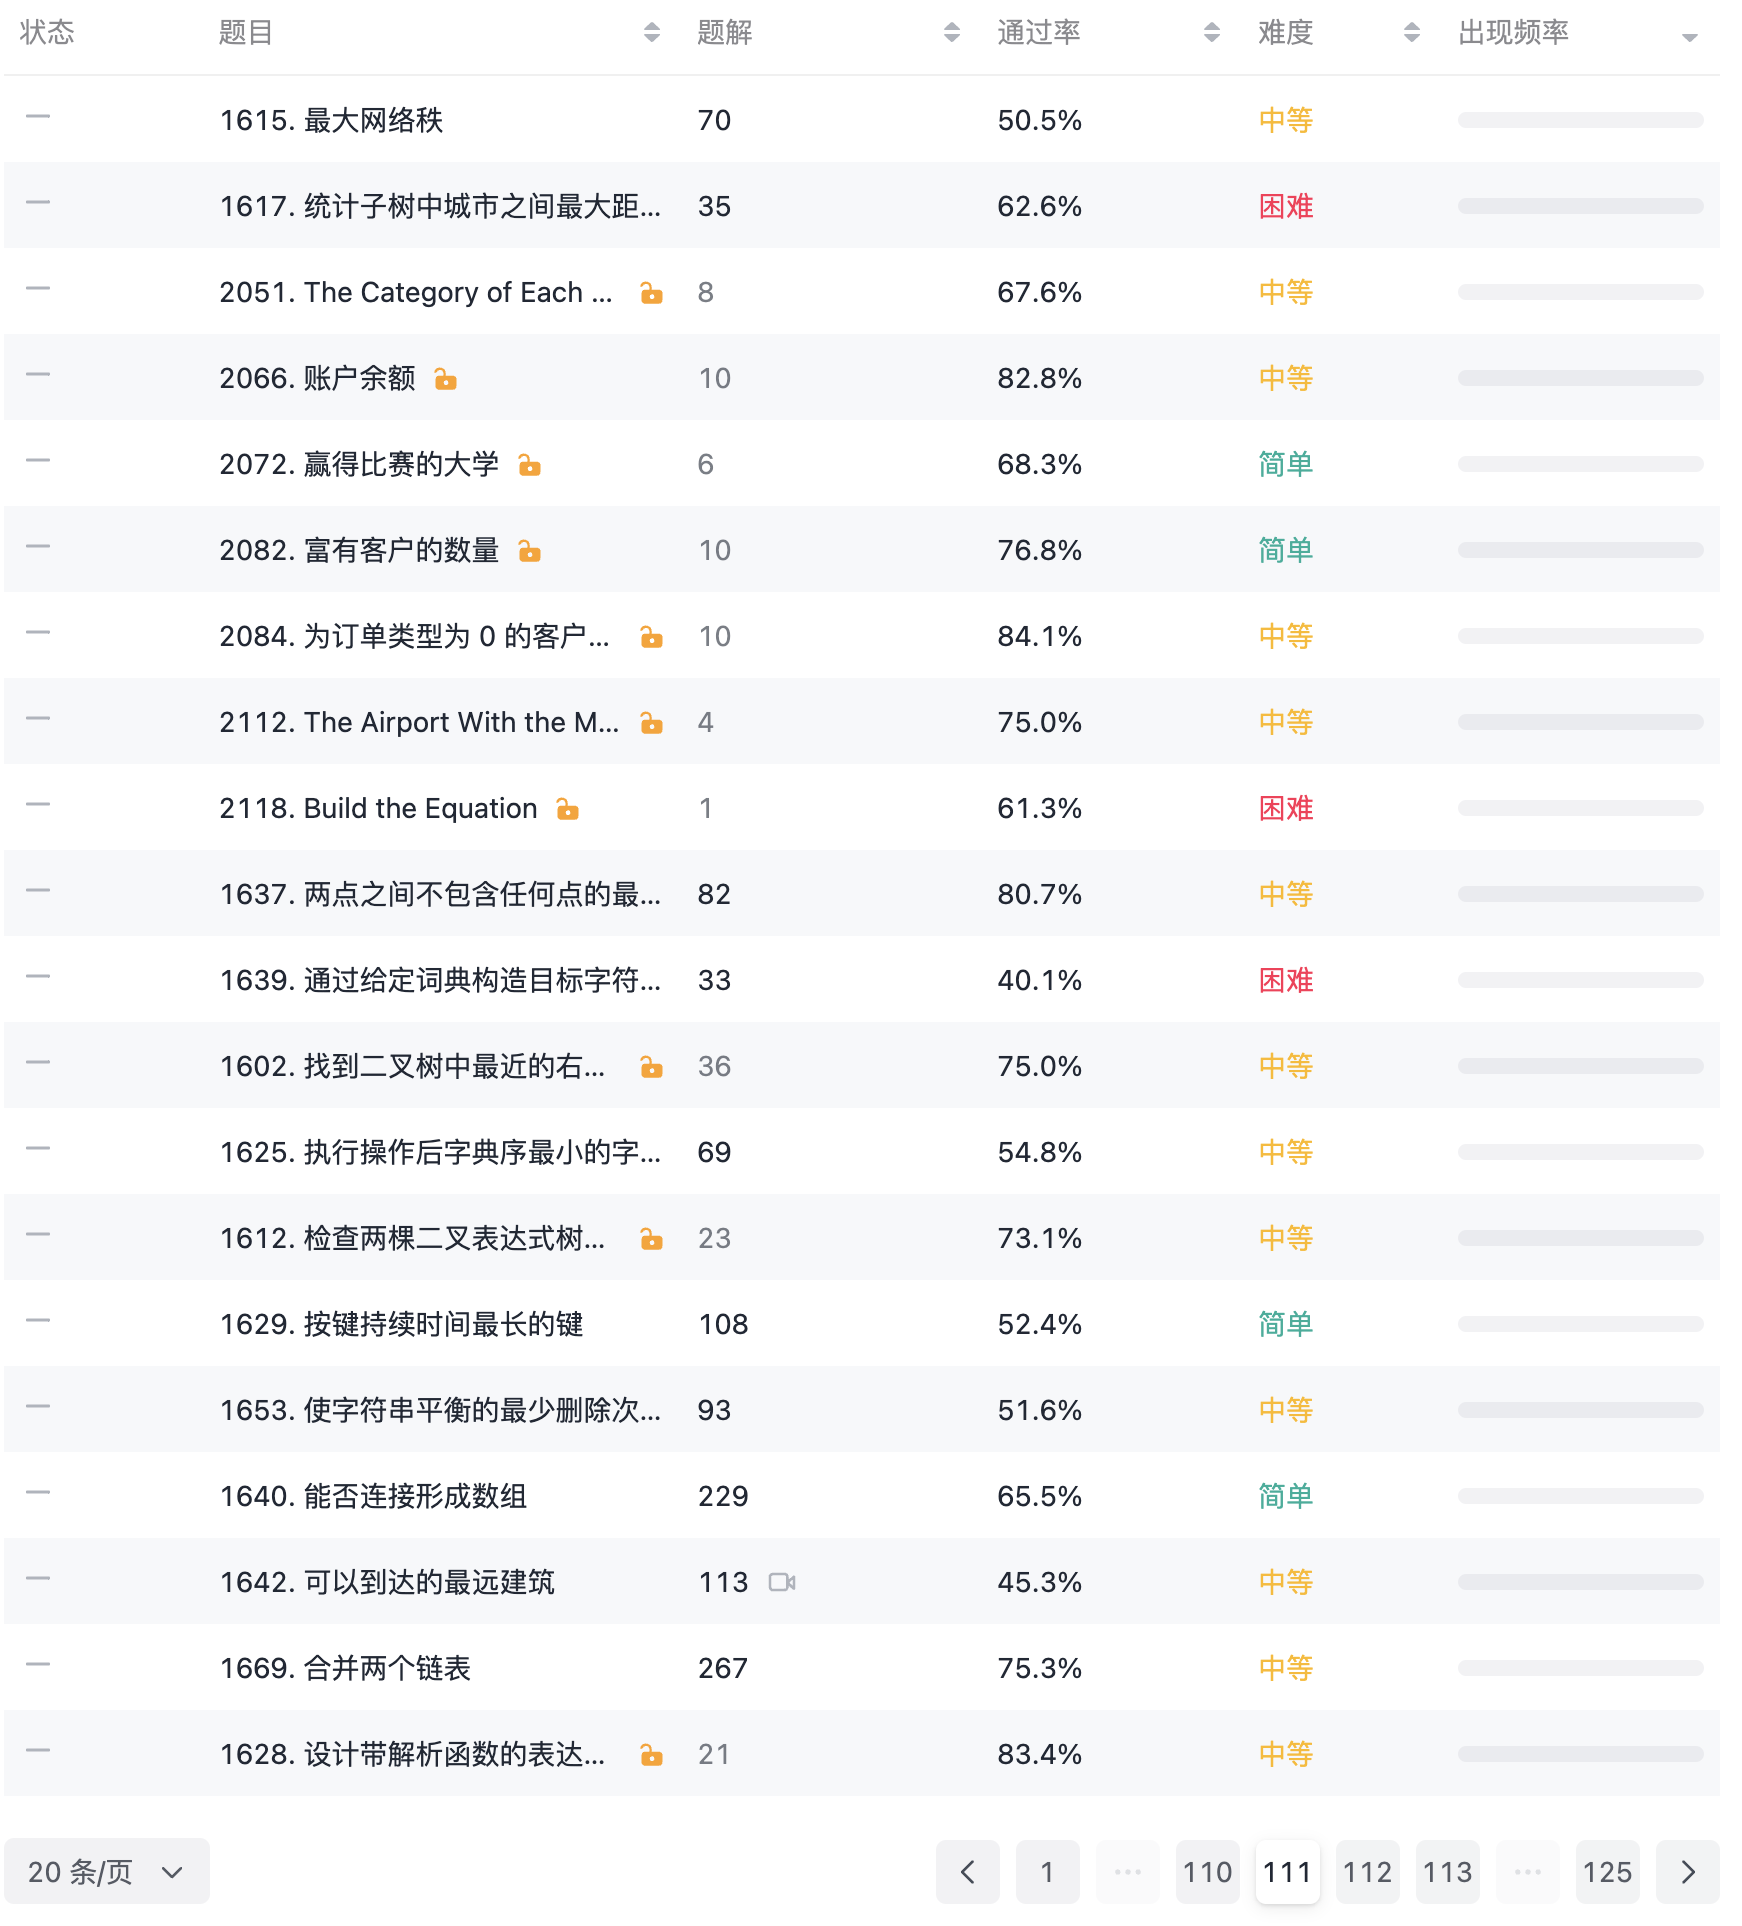 状态 题目 题解 通过率 难度 出现频率
1615. 最大网络秩 70 50.5% 中等
1617. 统计子树中城市之间最大距... 35 62.6% 困难
2051. The Category of Each ... 8 67.6% 中等
2066. 账户余额 10 82.8% 中等
2072. 赢得比赛的大学 6 68.3% 简单
2082. 富有客户的数量 10 76.8% 简单
2084. 为订单类型为 0 的客户... 10 84.1% 中等
2112. The Airport With the M... 4 75.0% 中等
2118. Build the Equation 1 61.3% 困难
1637. 两点之间不包含任何点的最... 82 80.7% 中等
1639. 通过给定词典构造目标字符... 33 40.1% 困难
1602. 找到二叉树中最近的右... 36 75.0% 中等
1625. 执行操作后字典序最小的字... 69 54.8% 中等
1612. 检查两棵二叉表达式树... 23 73.1% 中等
1629. 按键持续时间最长的键 108 52.4% 简单
1653. 使字符串平衡的最少删除次... 93 51.6% 中等
1640. 能否连接形成数组 229 65.5% 简单
1642. 可以到达的最远建筑 113 45.3% 中等
1669. 合并两个链表 267 75.3% 中等
1628. 设计带解析函数的表达... 21 83.4% 中等
20 条/页 1 ... 110 111 112 113 ... 125